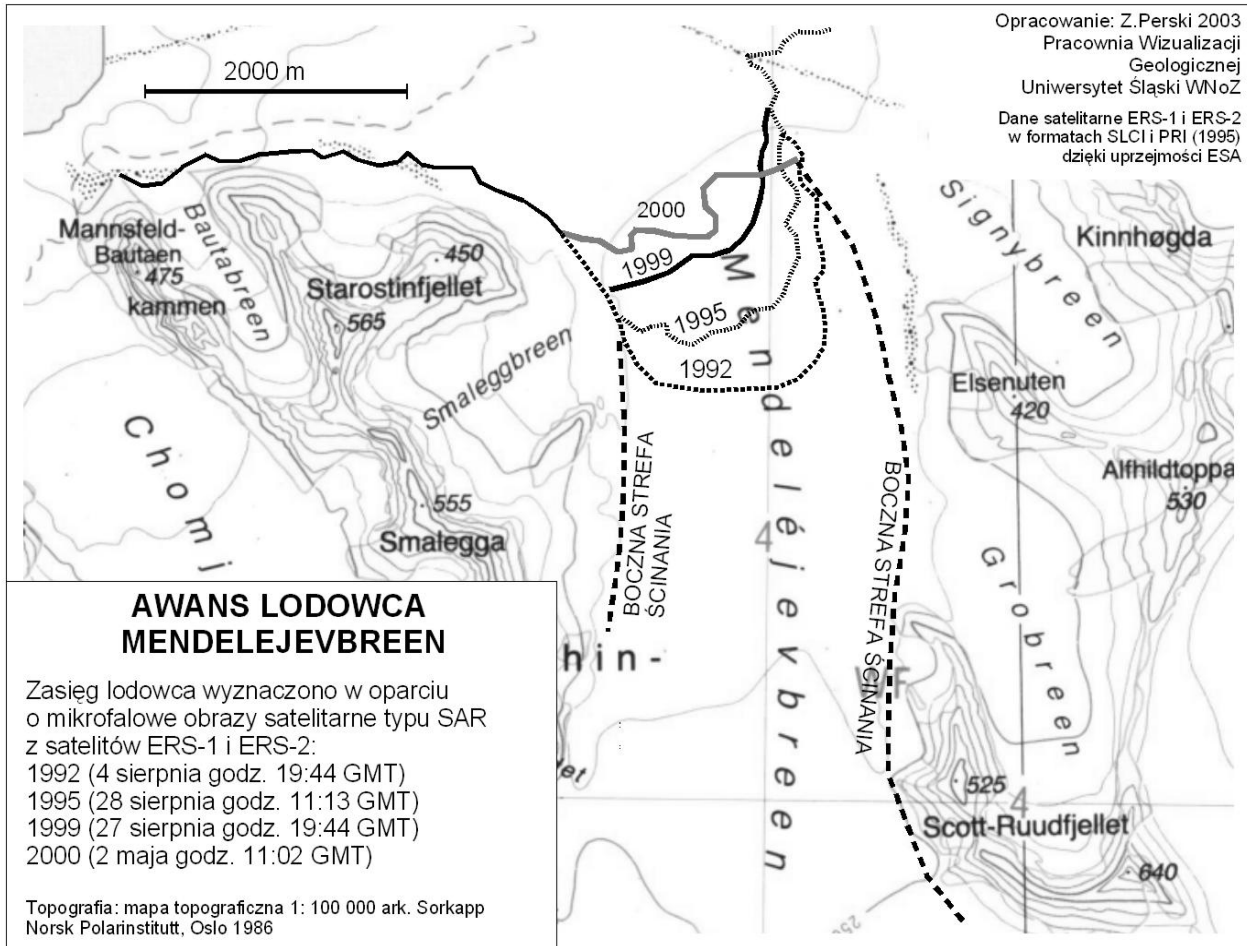 Opracowanie: Z.Perski 2003
Pracownia Wizualizacji
Geologicznej
Uniwersytet Śląski WNoZ
Dane satelitarne ERS-1 i ERS-2
w formatach SLCI i PRI (1995)
dzięki uprzejmości ESA
2000 m
Mannsfeld-
Bautaen
475
kammen
Bautabreen
Starostinfjellet
450
565
Smaleggbreen
2000
1999
1995
1992
Mendeléjevbreen
Signybreen
Kinnhøgda
Elsenuten
420
Alfhildtoppa
530
Chomj
555
Smalegga
BOCZNA STREFA
ŚCINANIA
4
BOCZNA STREFA ŚCINANIA
Grobreen
hin-
WF
et
525
4
Scott-Ruudfjellet
640
AWANS LODOWCA
MENDELEJEVBREEN
Zasięg lodowca wyznaczono w oparciu
o mikrofalowe obrazy satelitarne typu SAR
z satelitów ERS-1 i ERS-2:
1992 (4 sierpnia godz. 19:44 GMT)
1995 (28 sierpnia godz. 11:13 GMT)
1999 (27 sierpnia godz. 19:44 GMT)
2000 (2 maja godz. 11:02 GMT)
Topografia: mapa topograficzna 1: 100 000 ark. Sorkapp
Norsk Polarinstitutt, Oslo 1986